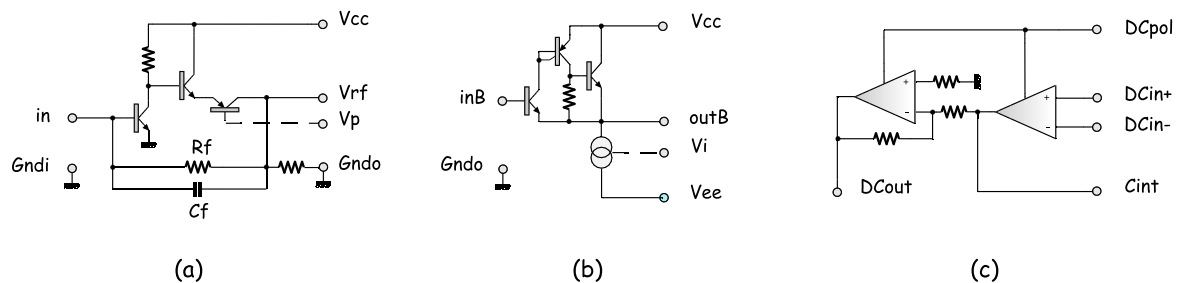 Vcc
Vrf
in
Vp
Rf
Gndi
Gndo
Cf
(a)
Vcc
inB
outB
Vi
Gndo
Vee
(b)
DCpol
+
+
DCin+
-
-
DCin-
DCout
Cint
(c)